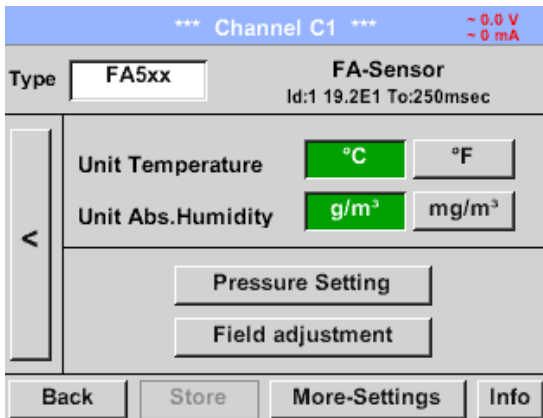 *** Channel C1 ***
~ 0.0 V
~ 0 mA
Type FA5xx
FA-Sensor
Id:1 19.2E1 To:250msec
<
Unit Temperature °C °F
Unit Abs.Humidity g/m³ mg/m³
Pressure Setting
Field adjustment
Back Store More-Settings Info